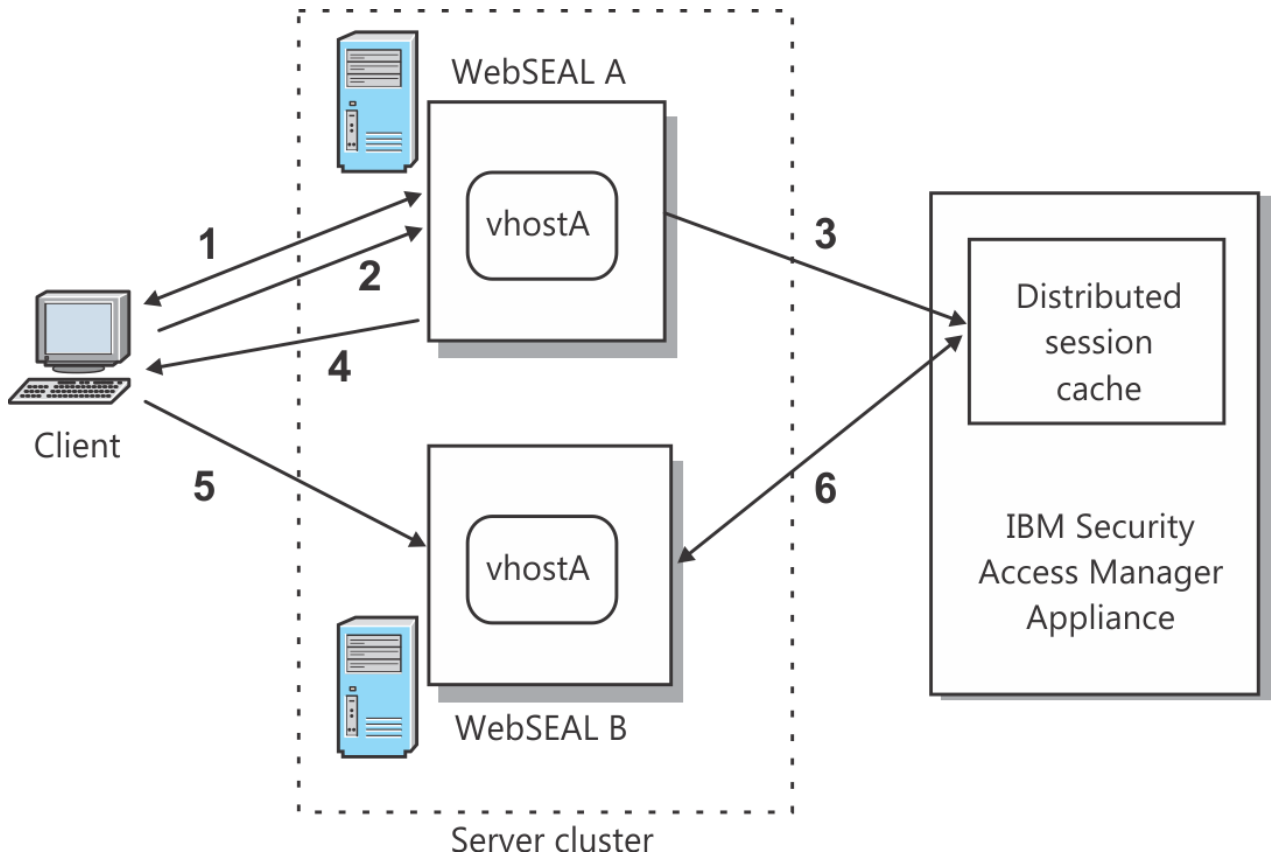 WebSEAL A
vhostA
1
2
3
4
Distributed
session
cache
Client
5
6
vhostA
IBM Security
Access Manager
Appliance
WebSEAL B
Server cluster